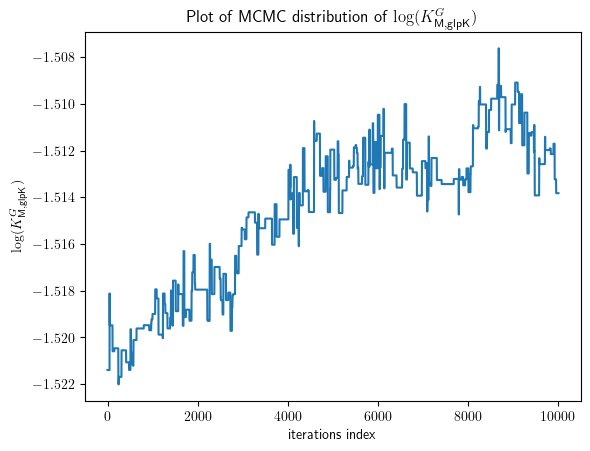 Plot of MCMC distribution of log(K^G_M,glpK)
−1.508
−1.510
−1.512
−1.514
−1.516
−1.518
−1.520
−1.522
log(K^G_M,glpK)
0 2000 4000 6000 8000 10000
iterations index